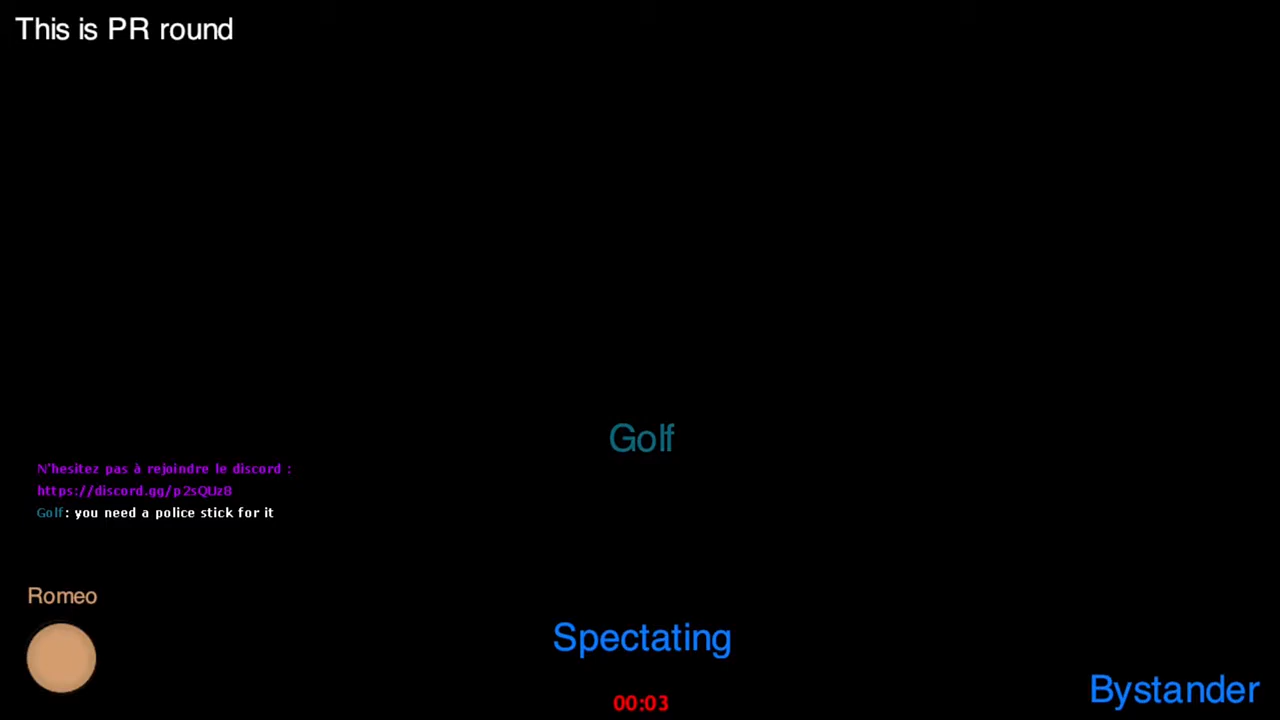 This is PR round
Golf
N'hesitez pas à rejoindre le discord :
https://discord.gg/p2sQUz8
Golf: you need a police stick for it
Romeo
Spectating
00:03
Bystander